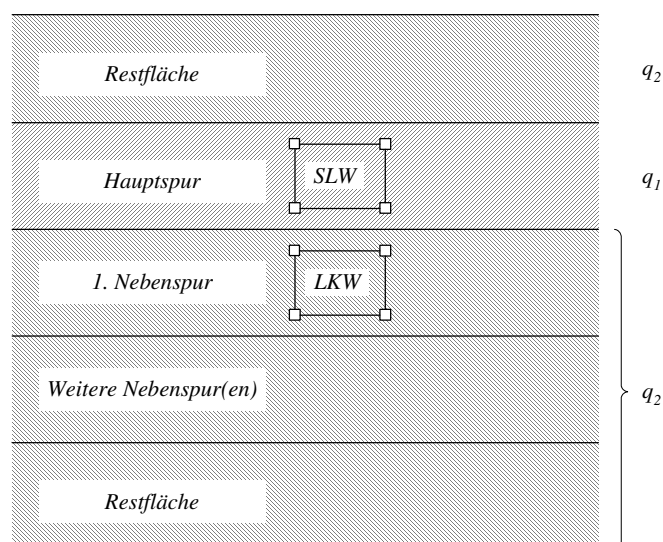 Restfläche
q2
Hauptspur
SLW
q1
1. Nebenspur
LKW
Weitere Nebenspur(en)
q2
Restfläche